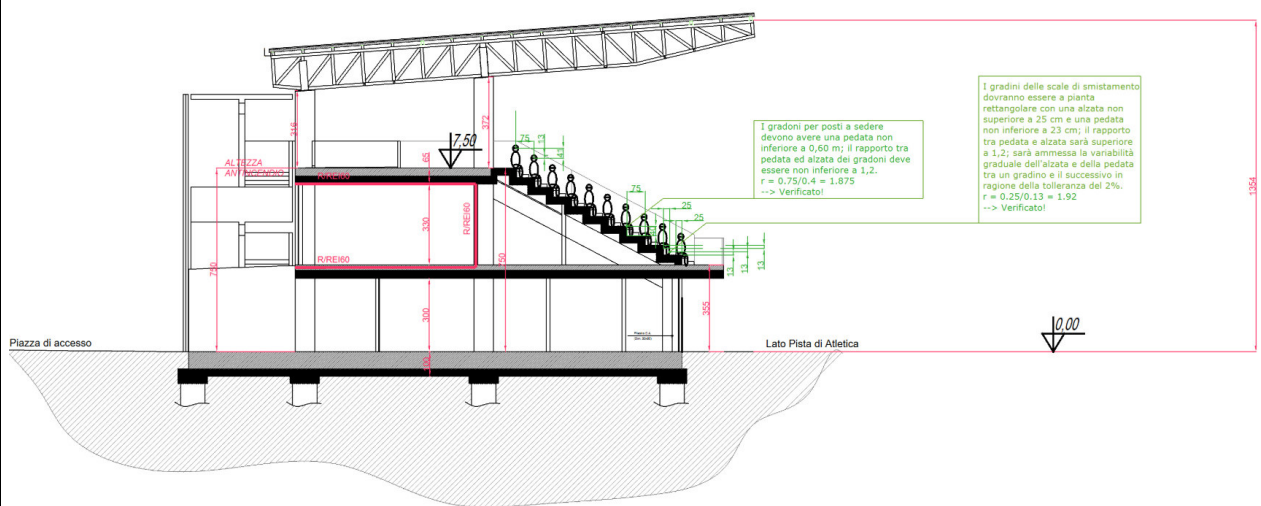 I gradini delle scale di smistamento
dovranno essere a pianta
rettangolare con una alzata non
superiore a 25 cm e una pedata
non inferiore a 23 cm; il rapporto
tra pedata e alzata sarà superiore
a 1,2; sarà ammessa la variabilità
graduale dell'alzata e della pedata
tra un gradino e il successivo in
ragione della tolleranza del 2%.
r = 0.25/0.13 = 1.92
--> Verificato!
I gradoni per posti a sedere
devono avere una pedata non
inferiore a 0,60 m; il rapporto tra
pedata ed alzata dei gradoni deve
essere non inferiore a 1,2.
r = 0.75/0.4 = 1.875
--> Verificato!
316
372
7,50
75
13
41
65
ALTEZZA
ANTINCENDIO
R/REI60
330
R/REI60
75
25
25
R/REI60
750
750
13
13
13
300
355
1354
0,00
Piazza di accesso
Lato Pista di Atletica
100